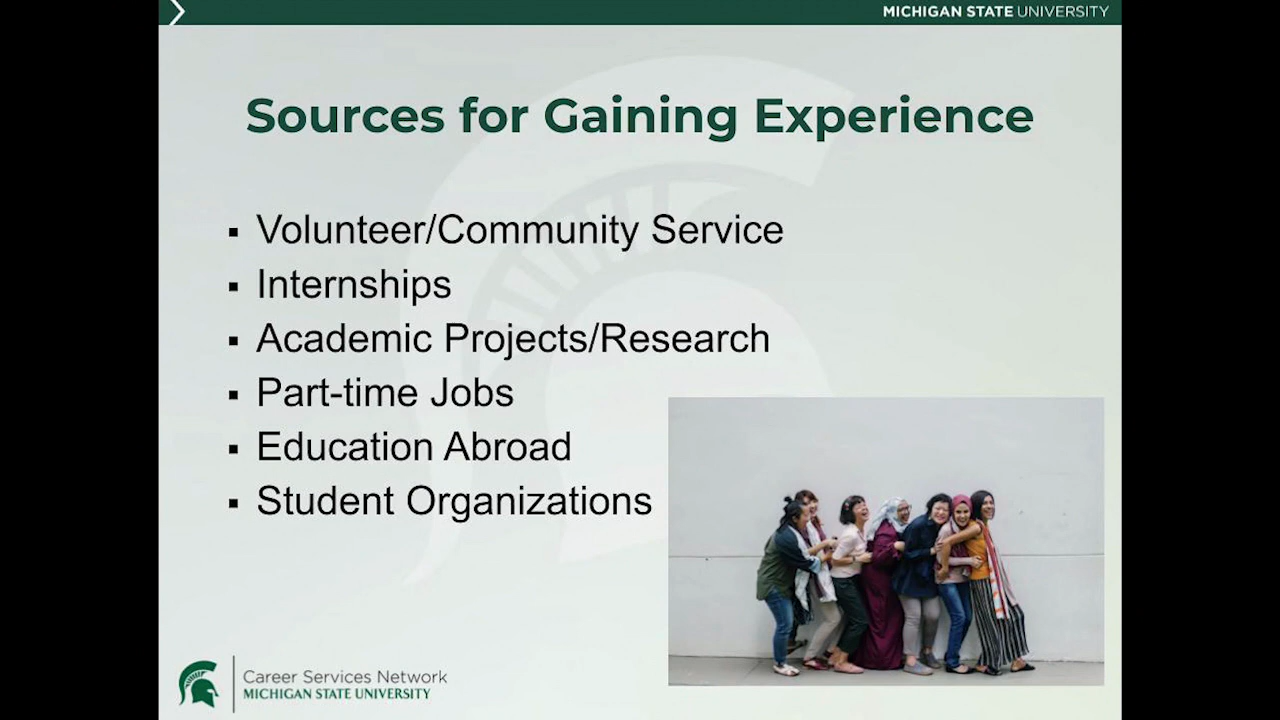 MICHIGAN STATE UNIVERSITY
Sources for Gaining Experience
▪ Volunteer/Community Service
▪ Internships
▪ Academic Projects/Research
▪ Part-time Jobs
▪ Education Abroad
▪ Student Organizations
Career Services Network
MICHIGAN STATE UNIVERSITY